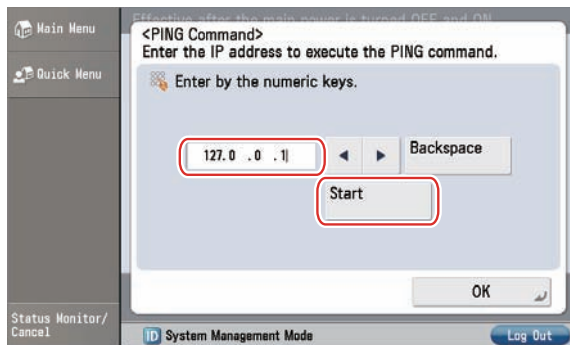 Main Menu
Quick Menu
Effective after the main power is turned OFF and ON.
<PING Command>
Enter the IP address to execute the PING command.
Enter by the numeric keys.
127. 0 . 0 . 1
Backspace
Start
OK
Status Monitor/
Cancel
ID System Management Mode
Log Out